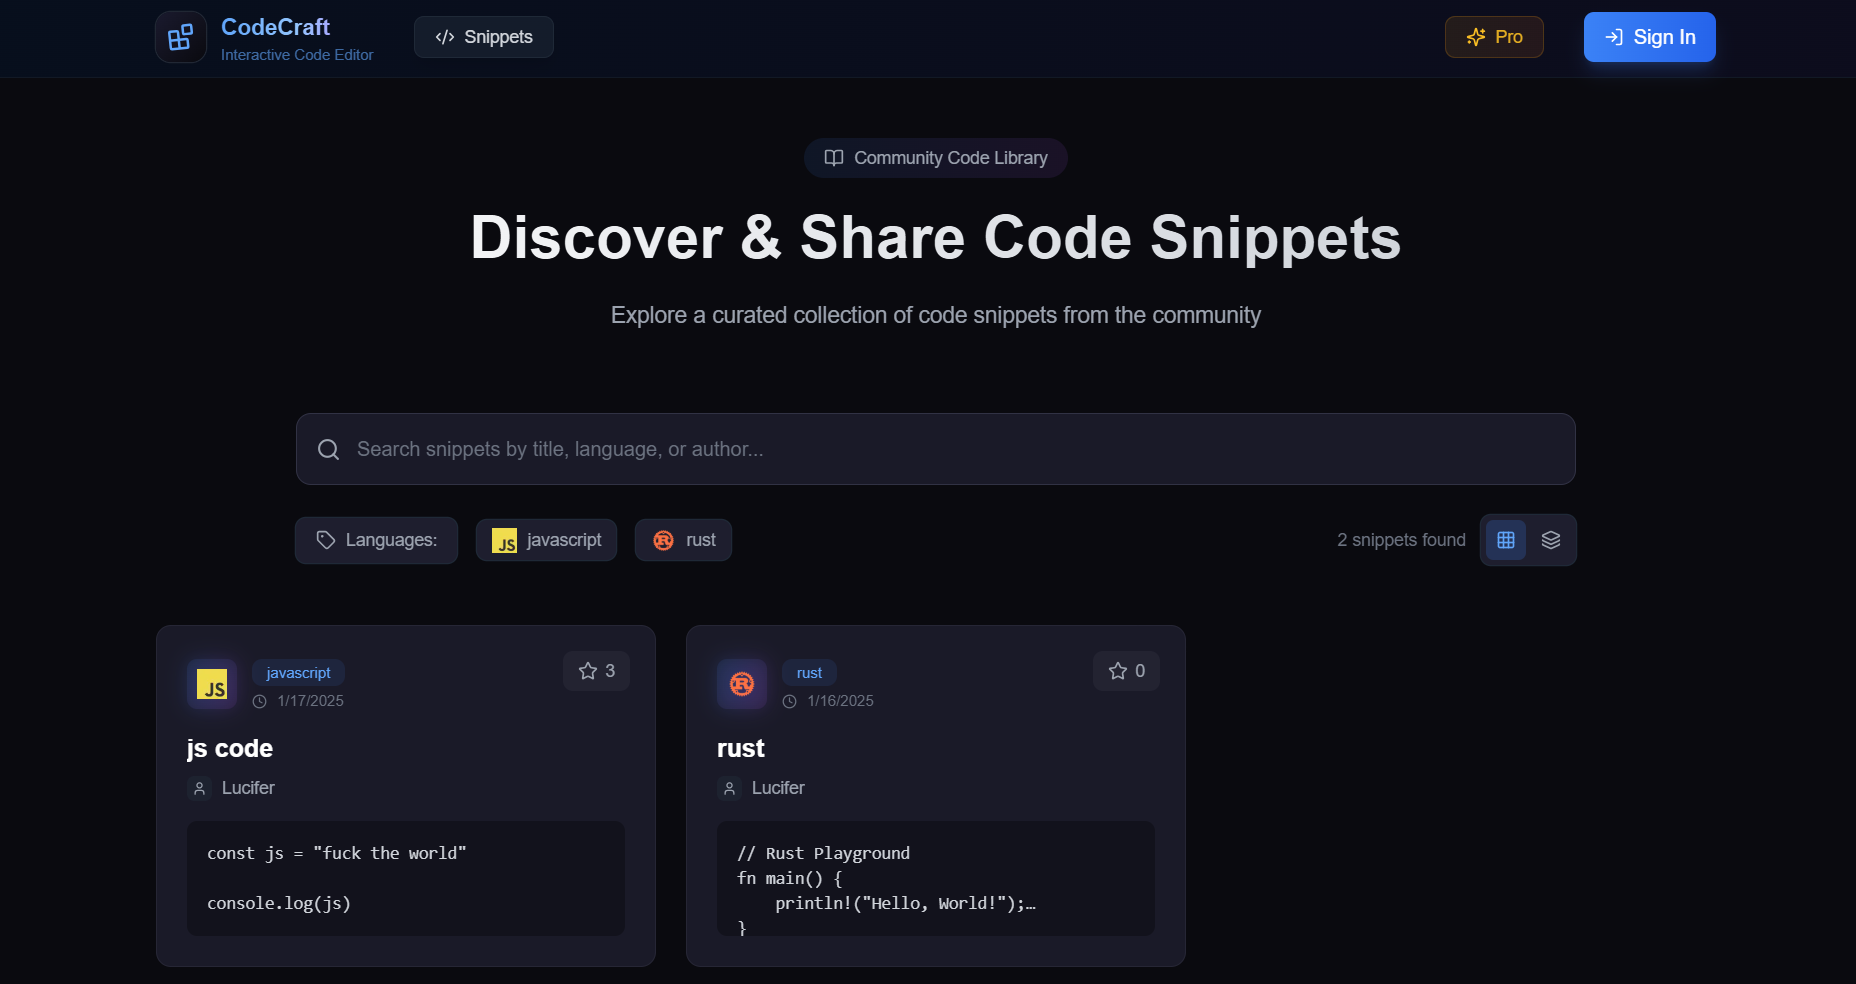 CodeCraft
Interactive Code Editor
Snippets
Pro
Sign In
Community Code Library
Discover & Share Code Snippets
Explore a curated collection of code snippets from the community
Search snippets by title, language, or author...
Languages:
JS javascript
R rust
2 snippets found
JS
javascript
1/17/2025
3
js code
Lucifer
const js = "fuck the world"
console.log(js)
R
rust
1/16/2025
0
rust
Lucifer
// Rust Playground
fn main() {
    println!("Hello, World!");…
}